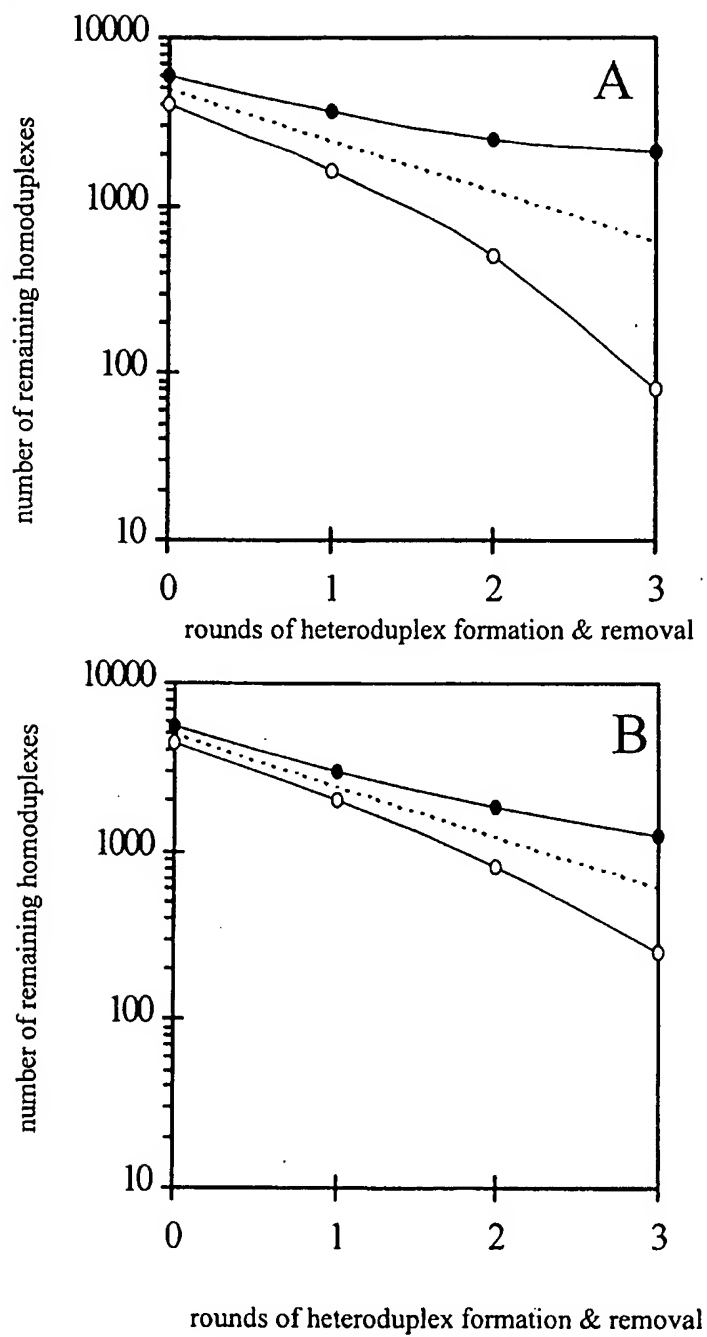 10000
A
1000
100
10
0 1 2 3
number of remaining homoduplexes
rounds of heteroduplex formation & removal
10000
B
1000
100
10
0 1 2 3
number of remaining homoduplexes
rounds of heteroduplex formation & removal